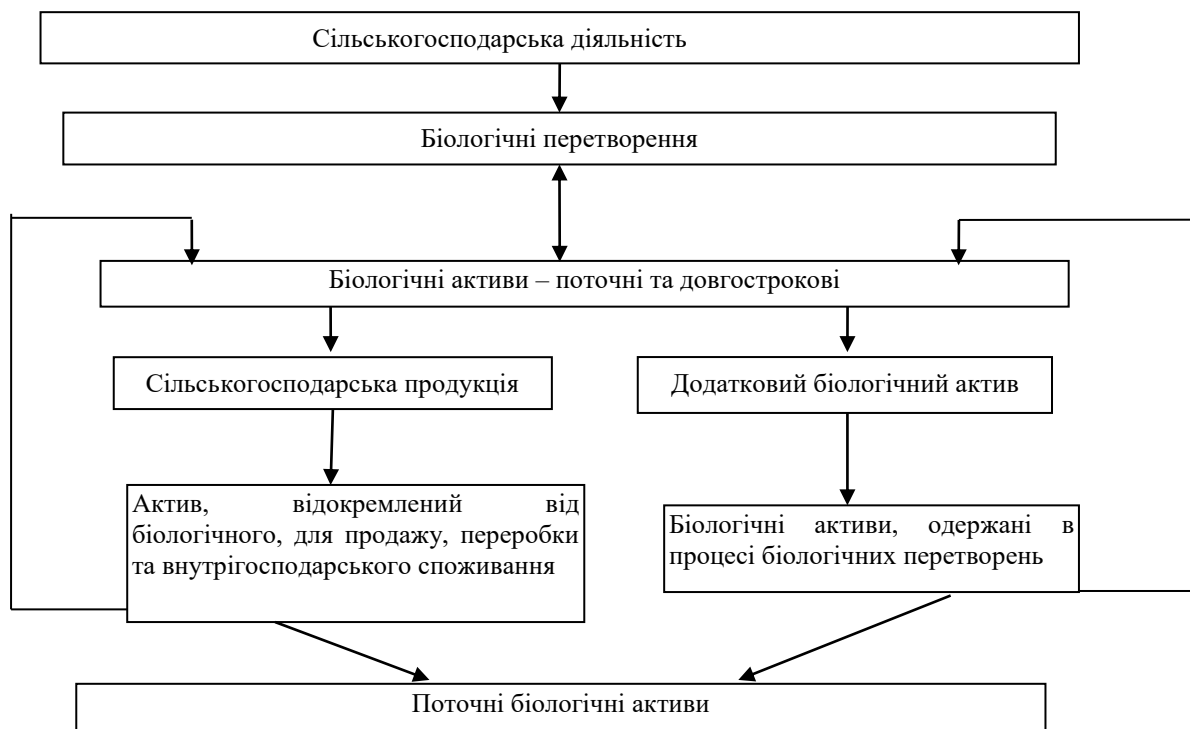 Сільськогосподарська діяльність
Біологічні перетворення
Біологічні активи – поточні та довгострокові
Сільськогосподарська продукція
Додатковий біологічний актив
Актив, відокремлений від
біологічного, для продажу, переробки
та внутрігосподарського споживання
Біологічні активи, одержані в
процесі біологічних перетворень
Поточні біологічні активи